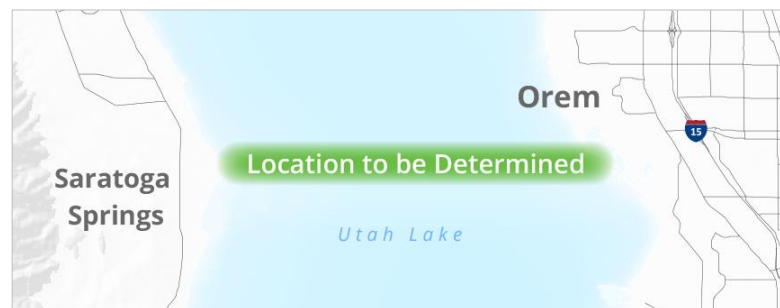 Orem
15
Location to be Determined
Saratoga
Springs
Utah Lake